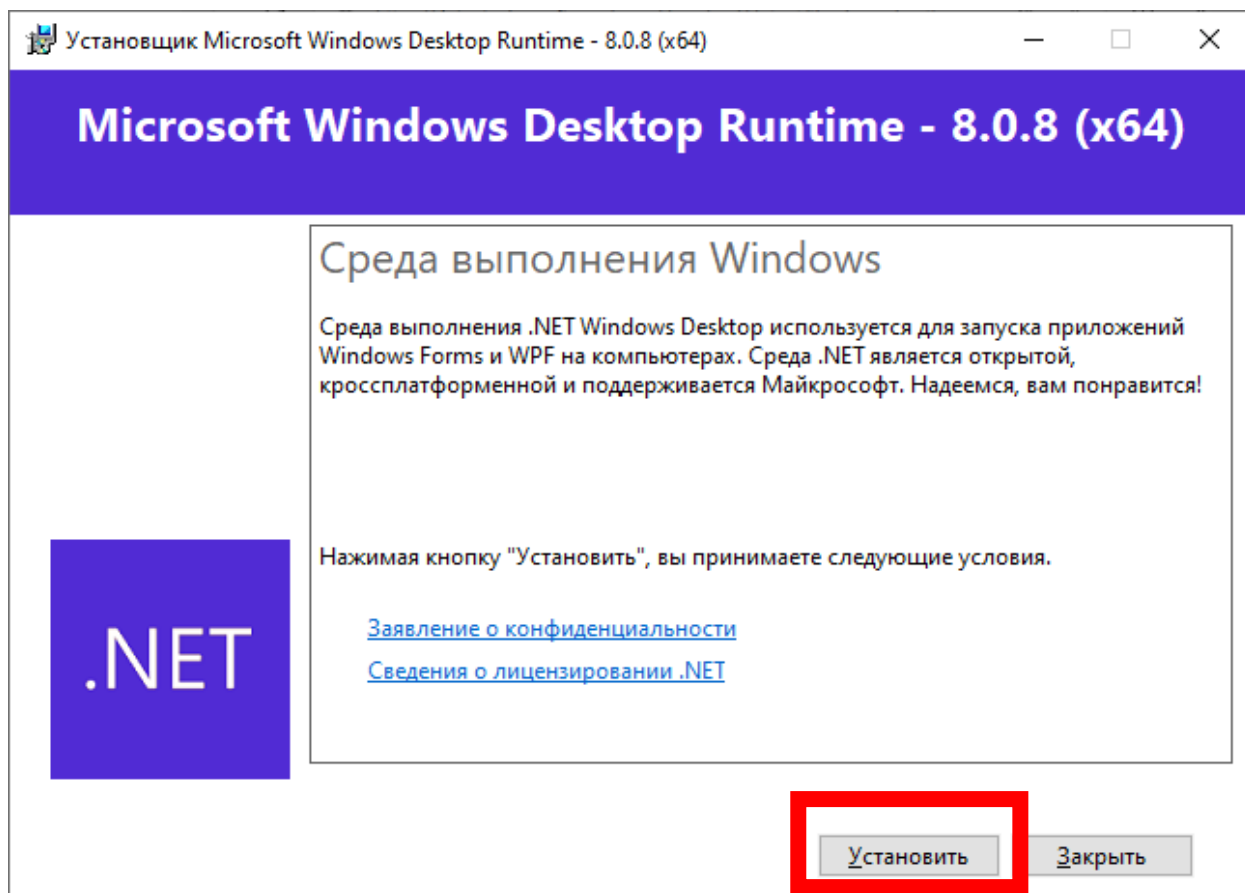 Установщик Microsoft Windows Desktop Runtime - 8.0.8 (x64)
Microsoft Windows Desktop Runtime - 8.0.8 (x64)
Среда выполнения Windows
Среда выполнения .NET Windows Desktop используется для запуска приложений
Windows Forms и WPF на компьютерах. Среда .NET является открытой,
кроссплатформенной и поддерживается Майкрософт. Надеемся, вам понравится!
Нажимая кнопку "Установить", вы принимаете следующие условия.
Заявление о конфиденциальности
.NET
Сведения о лицензировании .NET
Установить
Закрыть